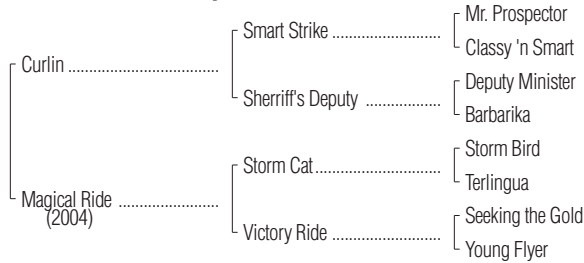 Mr. Prospector
Smart Strike ..........................
Classy 'n Smart
Curlin ....................................
Deputy Minister
Sherriff's Deputy ..................
Barbarika
Storm Bird
Storm Cat ..............................
Terlingua
Magical Ride ........................
(2004)
Seeking the Gold
Victory Ride ...........................
Young Flyer